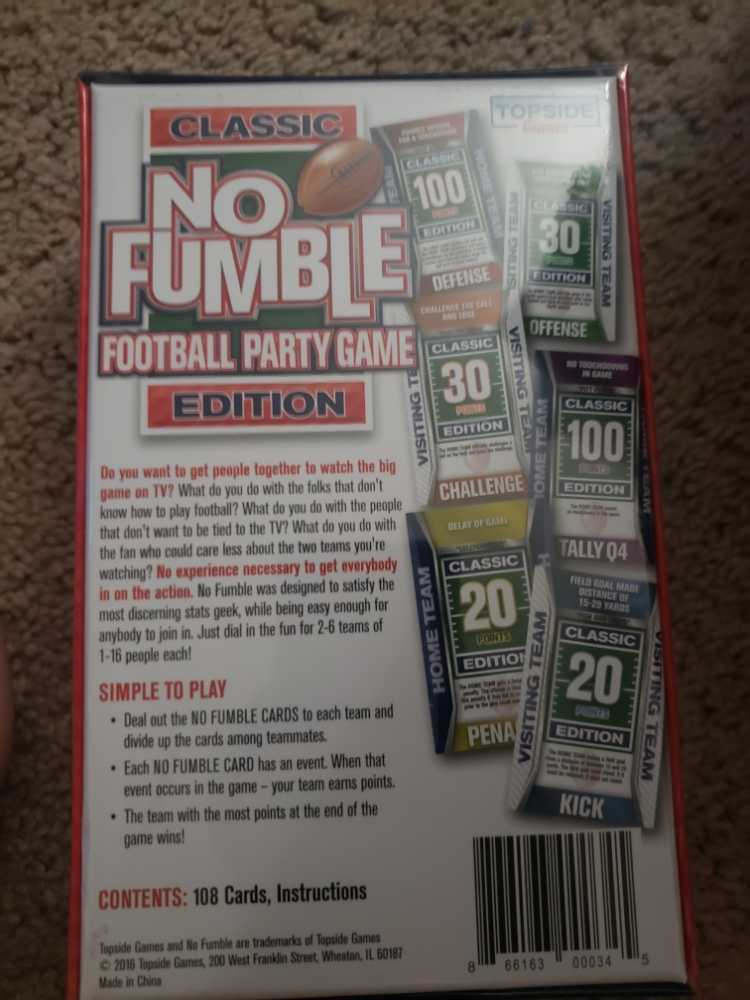 CLASSIC
NO
FUMBLE
FOOTBALL PARTY GAME
EDITION
TOPSIDE
Do you want to get people together to watch the big
game on TV? What do you do with the folks that don't
know how to play football? What do you do with the people
that don't want to be tied to the TV? What do you do with
the fan who could care less about the two teams you're
watching? No experience necessary to get everybody
in on the action. No Fumble was designed to satisfy the
most discerning stats geek, while being easy enough for
anybody to join in. Just dial in the fun for 2-6 teams of
1-16 people each!
SIMPLE TO PLAY
• Deal out the NO FUMBLE CARDS to each team and
divide up the cards among teammates.
• Each NO FUMBLE CARD has an event. When that
event occurs in the game – your team earns points.
• The team with the most points at the end of the
game wins!
CONTENTS: 108 Cards, Instructions
Topside Games and No Fumble are trademarks of Topside Games
© 2016 Topside Games, 200 West Franklin Street, Wheaton, IL 60187
Made in China
CLASSIC
100
EDITION
DEFENSE
HOME TEAM
CLASSIC
30
EDITION
OFFENSE
VISITING TEAM
CHALLENGE THE CALL
AND LOSE
CLASSIC
30
POINTS
EDITION
CHALLENGE
VISITING TE
VISITING TEAM
NO TOUCHDOWNS
IN GAME
CLASSIC
100
POINTS
EDITION
TALLY Q4
HOME TEAM
DELAY OF GAME
CLASSIC
20
POINTS
EDITION
PENA
HOME TEAM
FIELD GOAL MADE
DISTANCE OF
15-29 YARDS
CLASSIC
20
POINTS
EDITION
KICK
VISITING TEAM
VISITING TEAM
8 66163 00034 5